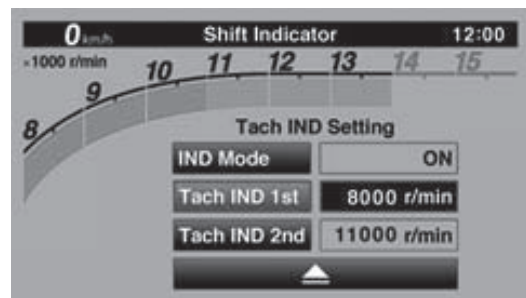 0 km/h Shift Indicator 12:00
×1000 r/min
8 9 10 11 12 13 14 15
Tach IND Setting
IND Mode ON
Tach IND 1st 8000 r/min
Tach IND 2nd 11000 r/min